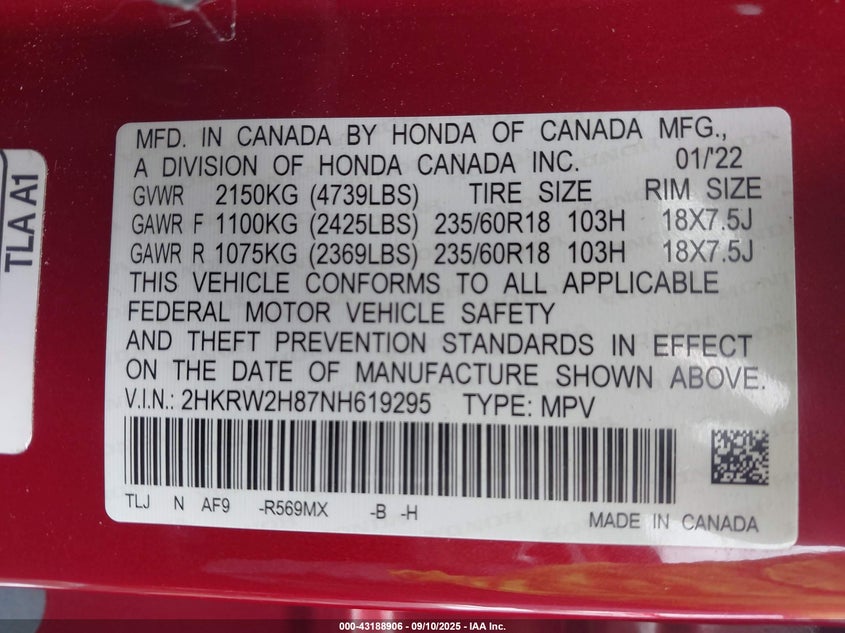 MFD. IN CANADA BY HONDA OF CANADA MFG.,
A DIVISION OF HONDA CANADA INC. 01/'22
GVWR 2150KG (4739LBS) TIRE SIZE RIM SIZE
GAWR F 1100KG (2425LBS) 235/60R18 103H 18X7.5J
GAWR R 1075KG (2369LBS) 235/60R18 103H 18X7.5J
THIS VEHICLE CONFORMS TO ALL APPLICABLE
FEDERAL MOTOR VEHICLE SAFETY
AND THEFT PREVENTION STANDARDS IN EFFECT
ON THE DATE OF MANUFACTURE SHOWN ABOVE.
V.I.N.: 2HKRW2H87NH619295 TYPE: MPV
TLJ N AF9 -R569MX -B -H
MADE IN CANADA
TLA A1
000-43188906 - 09/10/2025 - IAA Inc.